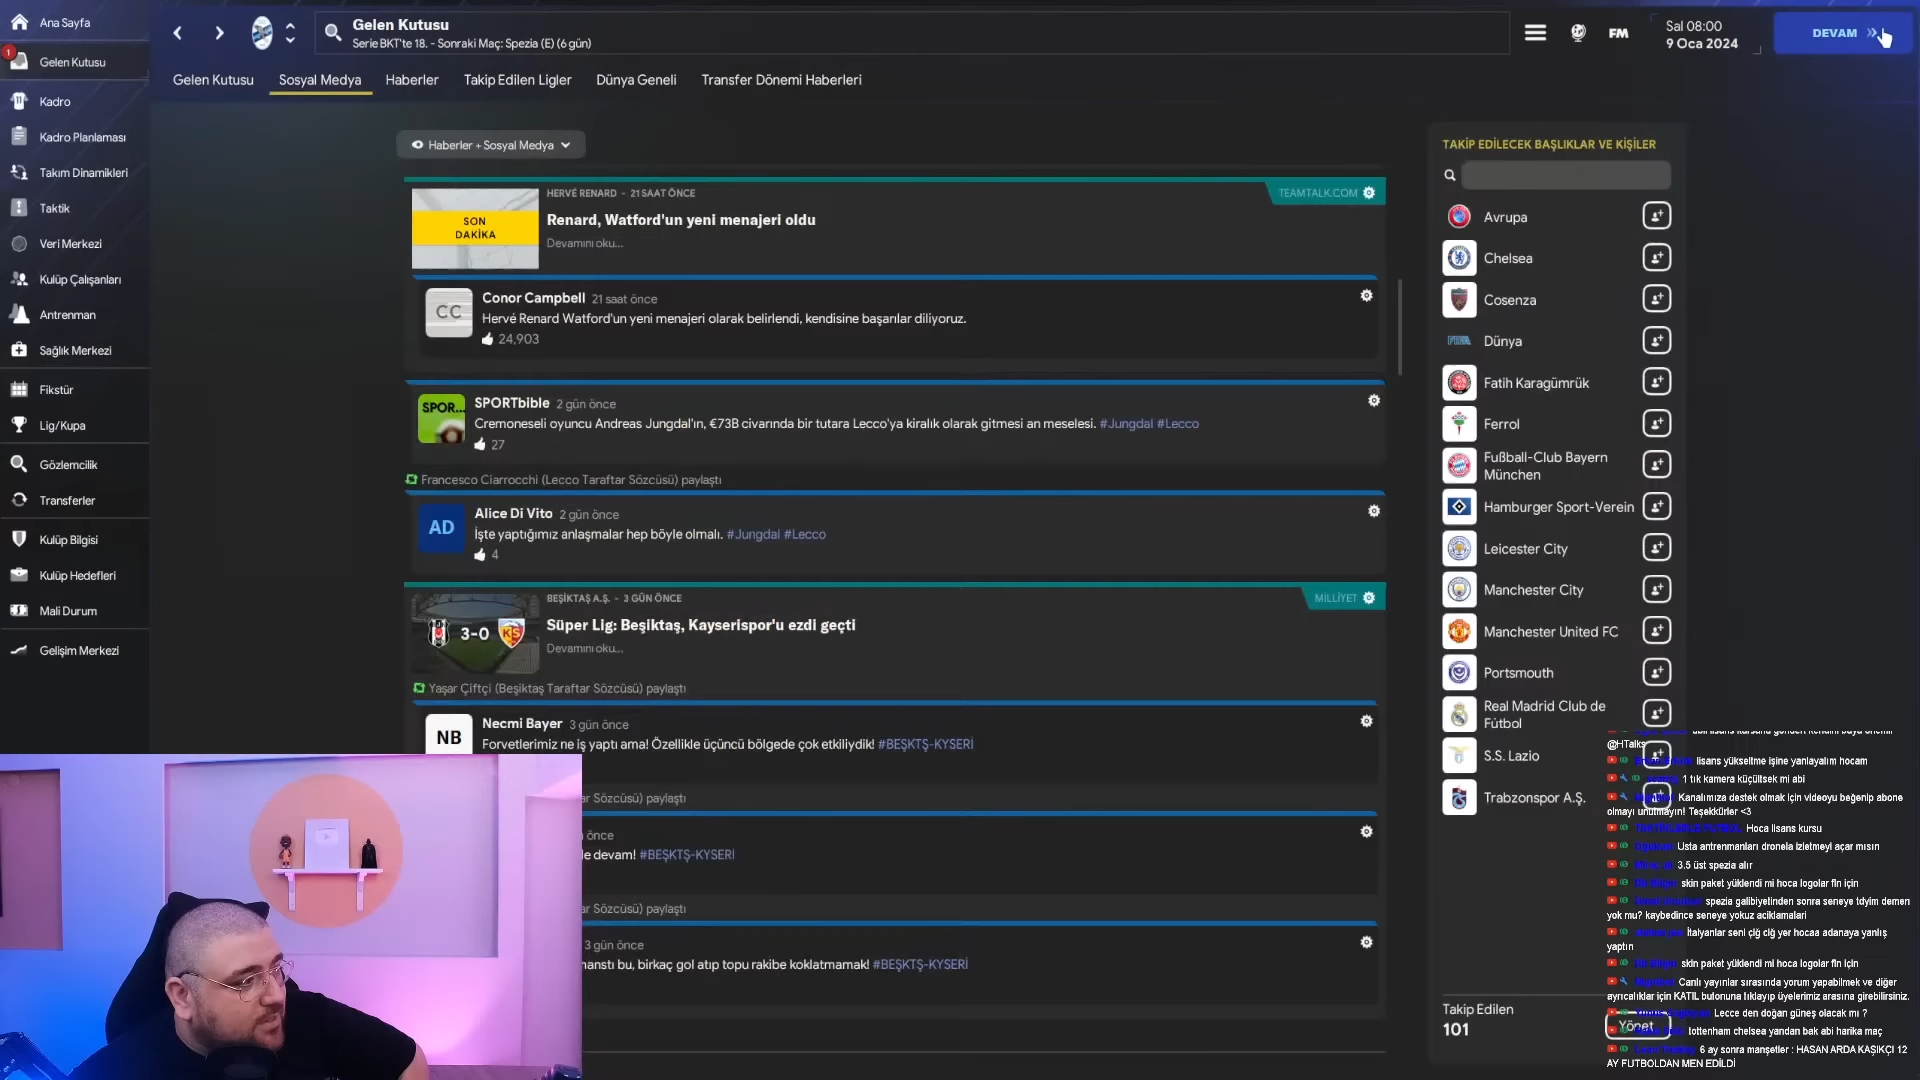 Ana Sayfa
1
Gelen Kutusu
Kadro
Kadro Planlaması
Takım Dinamikleri
Taktik
Veri Merkezi
Kulüp Çalışanları
Antrenman
Sağlık Merkezi
Fikstür
Lig/Kupa
Gözlemcilik
Transferler
Kulüp Bilgisi
Kulüp Hedefleri
Mali Durum
Gelişim Merkezi
Gelen Kutusu
Serie BKT'te 18. - Sonraki Maç: Spezia (E) (6 gün)
FM
Sal 08:00
9 Oca 2024
DEVAM
Gelen Kutusu
Sosyal Medya
Haberler
Takip Edilen Ligler
Dünya Geneli
Transfer Dönemi Haberleri
Haberler + Sosyal Medya
SON
DAKİKA
HERVÉ RENARD - 21 SAAT ÖNCE
TEAMTALK.COM
Renard, Watford'un yeni menajeri oldu
Devamını oku...
CC
Conor Campbell 21 saat önce
Hervé Renard Watford'un yeni menajeri olarak belirlendi, kendisine başarılar diliyoruz.
24,903
SPOR...
SPORTbible 2 gün önce
Cremoneseli oyuncu Andreas Jungdal'ın, €73B civarında bir tutara Lecco'ya kiralık olarak gitmesi an meselesi. #Jungdal #Lecco
27
Francesco Ciarrocchi (Lecco Taraftar Sözcüsü) paylaştı
AD
Alice Di Vito 2 gün önce
İşte yaptığımız anlaşmalar hep böyle olmalı. #Jungdal #Lecco
4
BEŞİKTAŞ A.Ş. - 3 GÜN ÖNCE
MİLLİYET
3-0
KS
Süper Lig: Beşiktaş, Kayserispor'u ezdi geçti
Devamını oku...
Yaşar Çiftçi (Beşiktaş Taraftar Sözcüsü) paylaştı
NB
Necmi Bayer 3 gün önce
Forvetlerimiz ne iş yaptı ama! Özellikle üçüncü bölgede çok etkiliydik! #BEŞKTŞ-KYSERİ
ar Sözcüsü) paylaştı
önce
le devam! #BEŞKTŞ-KYSERİ
ar Sözcüsü) paylaştı
3 gün önce
manstı bu, birkaç gol atıp topu rakibe koklatmamak! #BEŞKTŞ-KYSERİ
TAKİP EDİLECEK BAŞLIKLAR VE KİŞİLER
Avrupa
Chelsea
Cosenza
FIFA
Dünya
Fatih Karagümrük
Ferrol
Fußball-Club Bayern
München
Hamburger Sport-Verein
Leicester City
Manchester City
Manchester United FC
Portsmouth
Real Madrid Club de
Fútbol
S.S. Lazio
Trabzonspor A.Ş.
Takip Edilen
101
Yönet
@HTalks
lisans yükseltme işine yanlayalım hocam
1 tık kamera küçültsek mi abi
Kanalımıza destek olmak için videoyu beğenip abone
olmayı unutmayın! Teşekkürler <3
Hoca lisans kursu
Usta antrenmanları dronela izletmeyi açar mısın
3.5 üst spezia alır
skin paket yüklendi mi hoca logolar fln için
spezia galibiyelinden sonra seneye tdyim demen
yok mu? kaybedince seneye yokuz aciklamalari
İtalyanlar seni çlğ clğ yer hocaa adanaya yanlış
yaptın
skin paket yüklendi mi hoca logolar fln için
Canlı yayınlar sırasında yorum yapabilmek ve diğer
ayrıcalıklar için KATIL butonuna tıklayıp üyelerimiz arasına girebilirsiniz.
Lecce den doğan güneş olacak mı ?
tottenham chelsea yandan bak abi harika maç
6 ay sonra manşetler : HASAN ARDA KAŞIKÇI 12
AY FUTBOLDAN MEN EDİLDİ